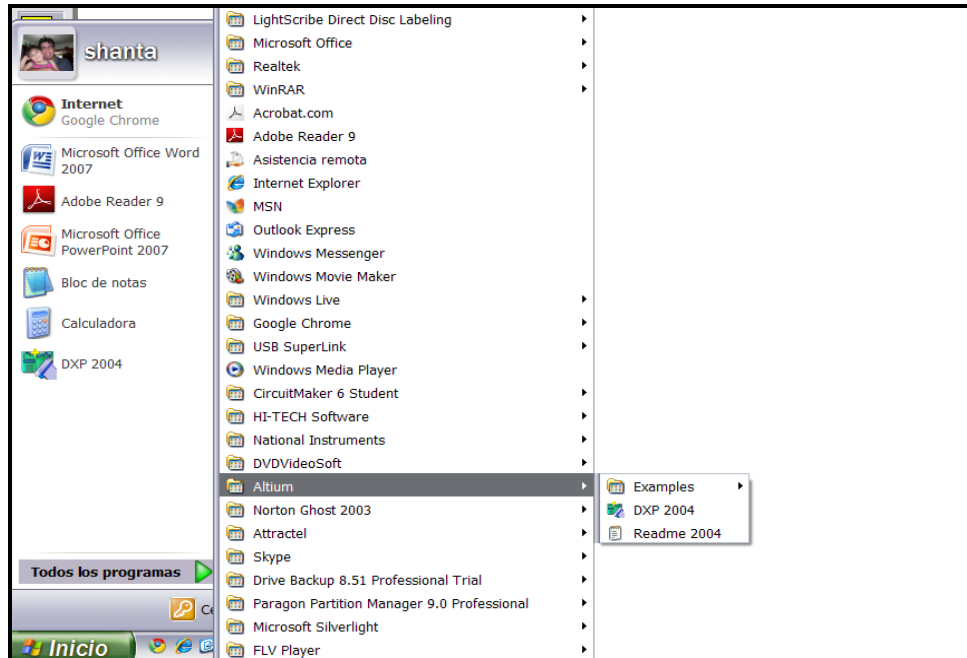 shanta
Internet
Google Chrome
Microsoft Office Word
2007
Adobe Reader 9
Microsoft Office
PowerPoint 2007
Bloc de notas
Calculadora
DXP 2004
Todos los programas
Ce
Inicio
LightScribe Direct Disc Labeling
Microsoft Office
Realtek
WinRAR
Acrobat.com
Adobe Reader 9
Asistencia remota
Internet Explorer
MSN
Outlook Express
Windows Messenger
Windows Movie Maker
Windows Live
Google Chrome
USB SuperLink
Windows Media Player
CircuitMaker 6 Student
HI-TECH Software
National Instruments
DVDVideoSoft
Altium
Norton Ghost 2003
Attractel
Skype
Drive Backup 8.51 Professional Trial
Paragon Partition Manager 9.0 Professional
Microsoft Silverlight
FLV Player
Examples
DXP 2004
Readme 2004